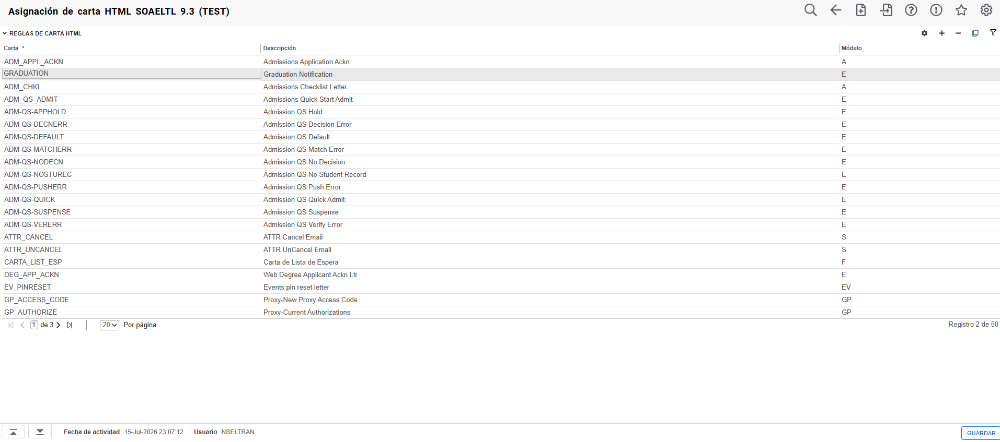 Asignación de carta HTML SOAELTL 9.3 (TEST)
REGLAS DE CARTA HTML
Carta * Descripción Módulo
ADM_APPL_ACKN Admissions Application Ackn A
GRADUATION Graduation Notification E
ADM_CHKL Admissions Checklist Letter A
ADM_QS_ADMIT Admissions Quick Start Admit E
ADM-QS-APPHOLD Admission QS Hold E
ADM-QS-DECNERR Admission QS Decision Error E
ADM-QS-DEFAULT Admission QS Default E
ADM-QS-MATCHERR Admission QS Match Error E
ADM-QS-NODECN Admission QS No Decision E
ADM-QS-NOSTUREC Admission QS No Student Record E
ADM-QS-PUSHERR Admission QS Push Error E
ADM-QS-QUICK Admission QS Quick Admit E
ADM-QS-SUSPENSE Admission QS Suspense E
ADM-QS-VERERR Admission QS Verify Error E
ATTR_CANCEL ATTR Cancel Email S
ATTR_UNCANCEL ATTR UnCancel Email S
CARTA_LIST_ESP Carta de Lista de Espera F
DEG_APP_ACKN Web Degree Applicant Ackn Ltr E
EV_PINRESET Events pin reset letter EV
GP_ACCESS_CODE Proxy-New Proxy Access Code GP
GP_AUTHORIZE Proxy-Current Authorizations GP
1 de 3 20 Por página Registro 2 de 50
Fecha de actividad 15-Jul-2026 23:07:12 Usuario NBELTRAN
GUARDAR